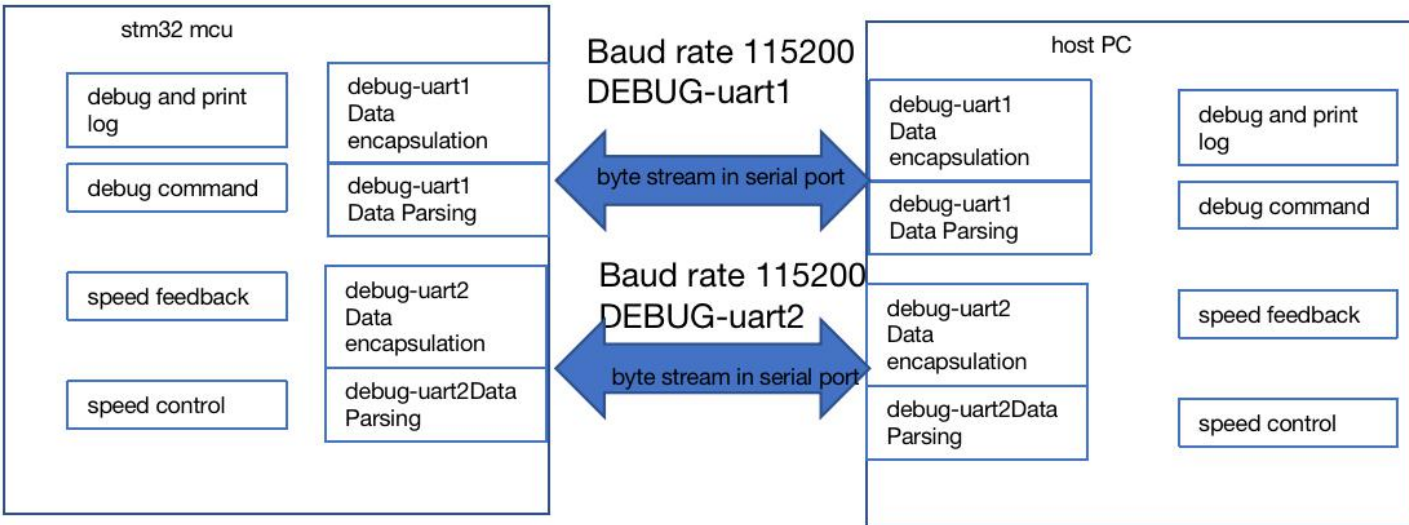 stm32 mcu
debug and print
log
debug command
speed feedback
speed control
debug-uart1
Data
encapsulation
debug-uart1
Data Parsing
debug-uart2
Data
encapsulation
debug-uart2Data
Parsing
Baud rate 115200
DEBUG-uart1
byte stream in serial port
Baud rate 115200
DEBUG-uart2
byte stream in serial port
host PC
debug-uart1
Data
encapsulation
debug-uart1
Data Parsing
debug-uart2
Data
encapsulation
debug-uart2Data
Parsing
debug and print
log
debug command
speed feedback
speed control